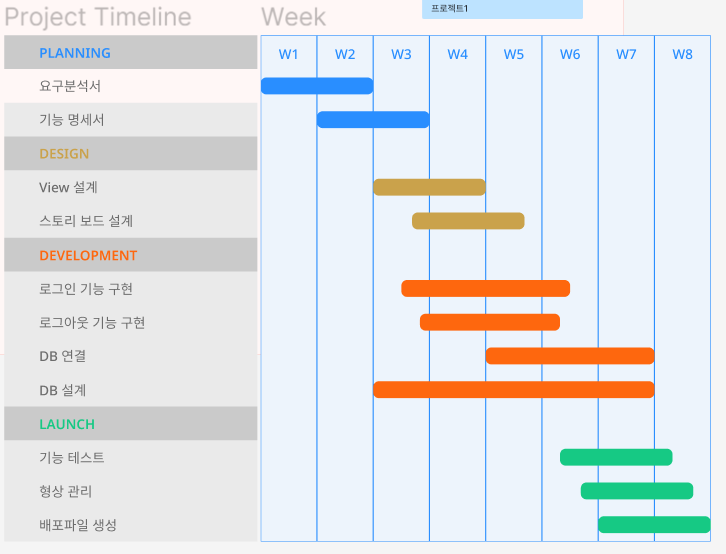 Project Timeline
Week
프로젝트1
PLANNING
W1 W2 W3 W4 W5 W6 W7 W8
요구분석서
기능 명세서
DESIGN
View 설계
스토리 보드 설계
DEVELOPMENT
로그인 기능 구현
로그아웃 기능 구현
DB 연결
DB 설계
LAUNCH
기능 테스트
형상 관리
배포파일 생성